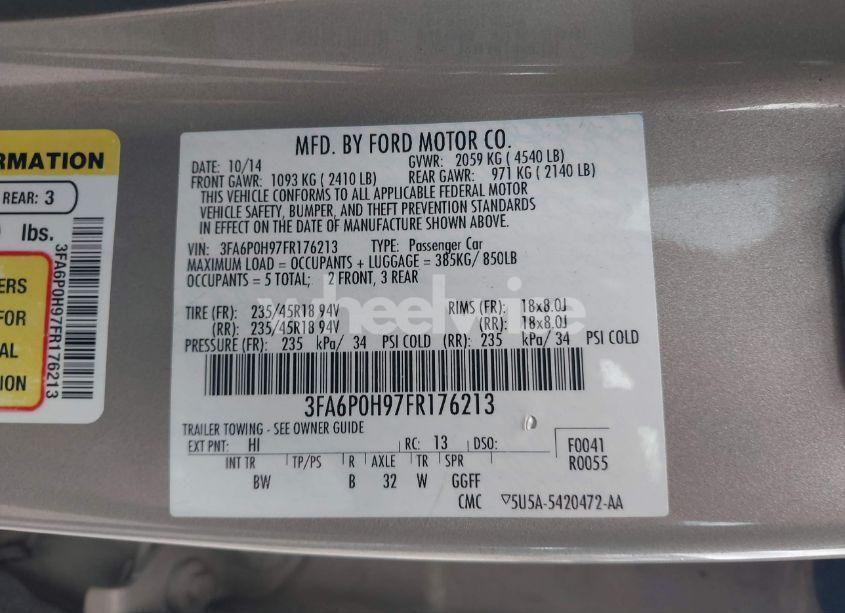 RMATION
REAR: 3
lbs.
ERS
FOR
AL
TION
3FA6P0H97FR176213
MFD. BY FORD MOTOR CO.
DATE: 10/14 GVWR: 2059 KG ( 4540 LB)
FRONT GAWR: 1093 KG ( 2410 LB) REAR GAWR: 971 KG ( 2140 LB)
THIS VEHICLE CONFORMS TO ALL APPLICABLE FEDERAL MOTOR
VEHICLE SAFETY, BUMPER, AND THEFT PREVENTION STANDARDS
IN EFFECT ON THE DATE OF MANUFACTURE SHOWN ABOVE.
VIN: 3FA6P0H97FR176213 TYPE: Passenger Car
MAXIMUM LOAD = OCCUPANTS + LUGGAGE = 385KG/ 850LB
OCCUPANTS = 5 TOTAL; 2 FRONT, 3 REAR
TIRE (FR): 235/45R18 94V RIMS (FR): 18x8.0J
(RR): 235/45R18 94V (RR): 18x8.0J
PRESSURE (FR): 235 kPa/ 34 PSI COLD (RR): 235 kPa/ 34 PSI COLD
3FA6P0H97FR176213
TRAILER TOWING - SEE OWNER GUIDE
EXT PNT: HI RC: 13 DSO: F0041
INT TR TP/PS R AXLE TR SPR R0055
BW B 32 W GGFF
CMC ▽5U5A-5420472-AA